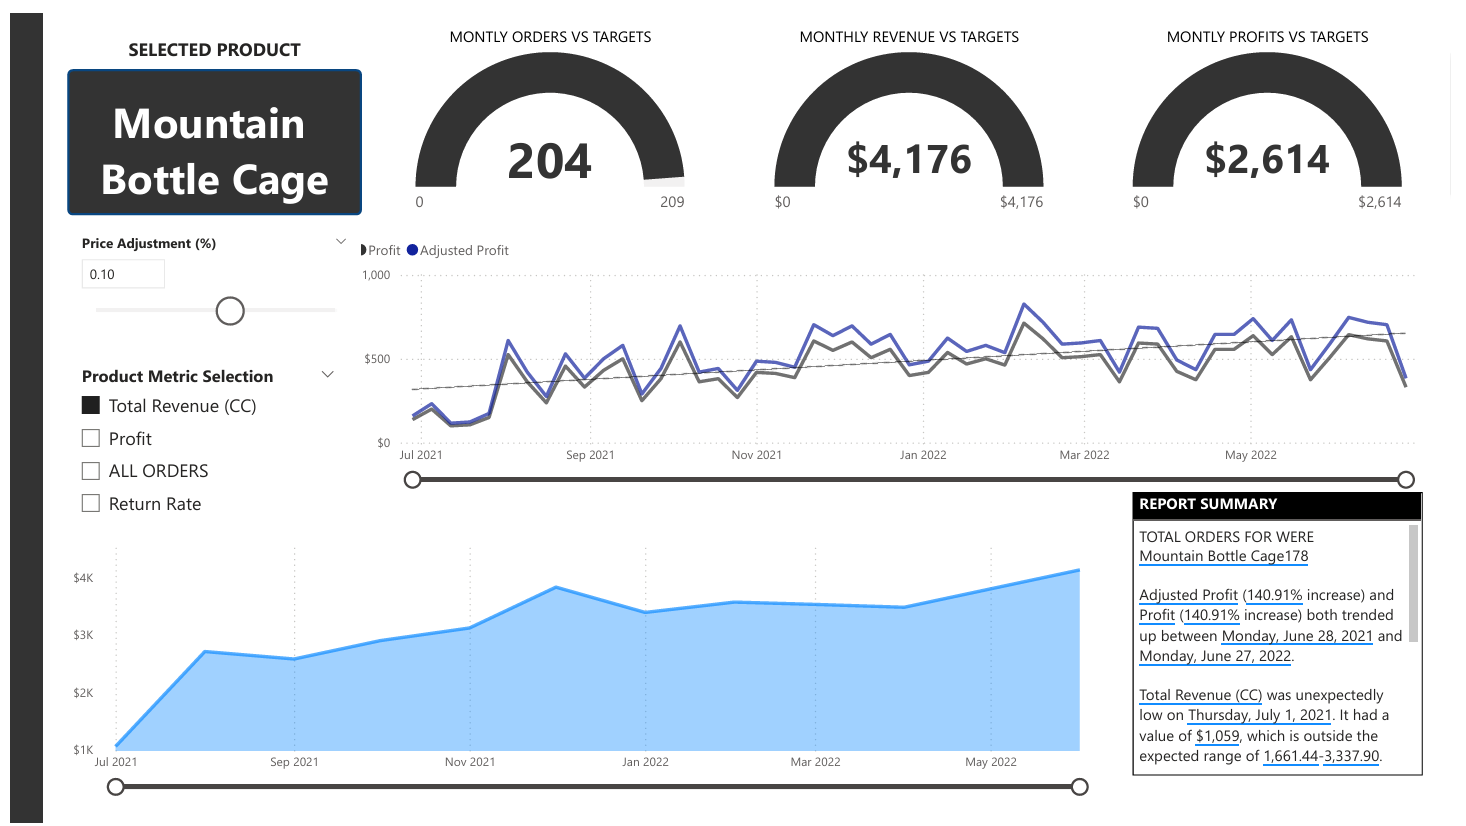 SELECTED PRODUCT
Mountain
Bottle Cage
MONTLY ORDERS VS TARGETS
204
0
209
MONTHLY REVENUE VS TARGETS
$4,176
$0
$4,176
MONTLY PROFITS VS TARGETS
$2,614
$0
$2,614
Price Adjustment (%)
0.10
Product Metric Selection
Total Revenue (CC)
Profit
ALL ORDERS
Return Rate
Profit Adjusted Profit
1,000
$500
$0
Jul 2021 Sep 2021 Nov 2021 Jan 2022 Mar 2022 May 2022
$4K
$3K
$2K
$1K
Jul 2021 Sep 2021 Nov 2021 Jan 2022 Mar 2022 May 2022
REPORT SUMMARY
TOTAL ORDERS FOR WERE
Mountain Bottle Cage178
Adjusted Profit (140.91% increase) and
Profit (140.91% increase) both trended
up between Monday, June 28, 2021 and
Monday, June 27, 2022.
Total Revenue (CC) was unexpectedly
low on Thursday, July 1, 2021. It had a
value of $1,059, which is outside the
expected range of 1,661.44-3,337.90.